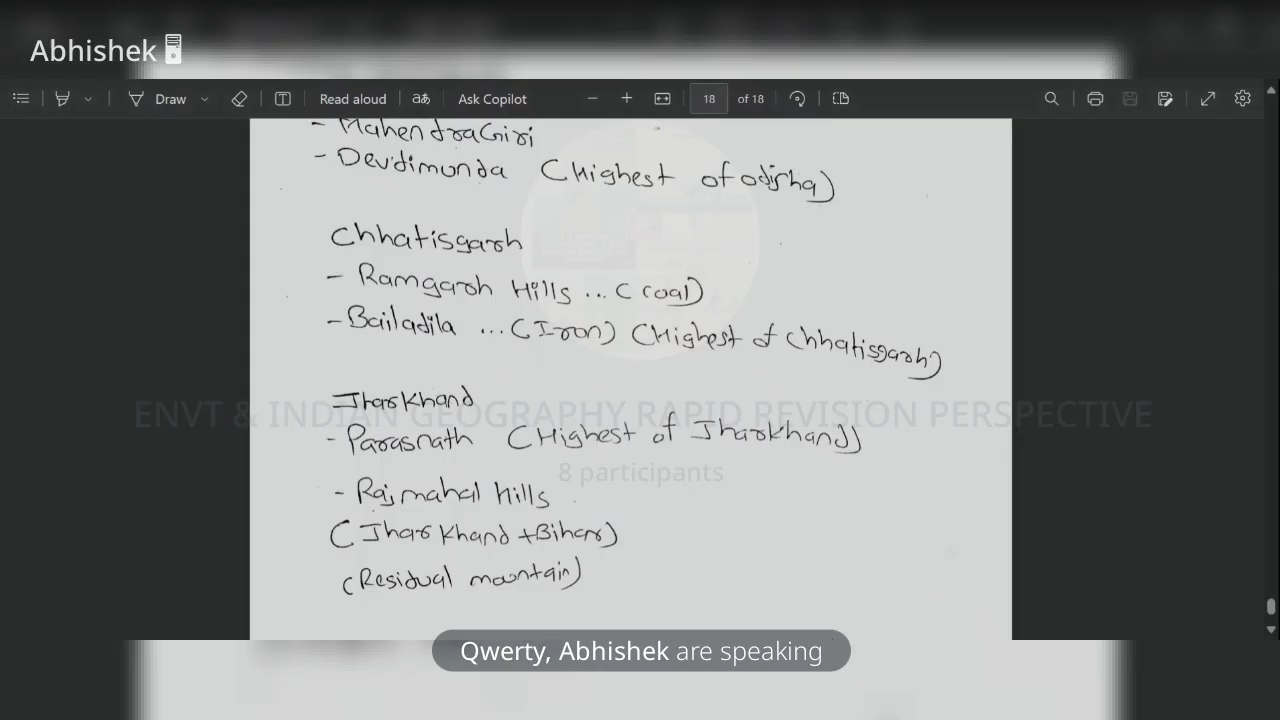 Abhishek
Draw
Read aloud
Ask Copilot
18 of 18
- MahendraGiri
- Devdimunda (Highest of odisha)
Chhatisgarh
- Ramgarh Hills ... (coal)
- Bailadila ... (Iron) (Highest of Chhatisgarh)
Jharkhand
- Parasnath (Highest of Jharkhand)
- Rajmahal hills
(Jharkhand + Bihar)
(Residual mountain)
ENVT & INDIAN GEOGRAPHY RAPID REVISION PERSPECTIVE
8 participants
Qwerty, Abhishek are speaking